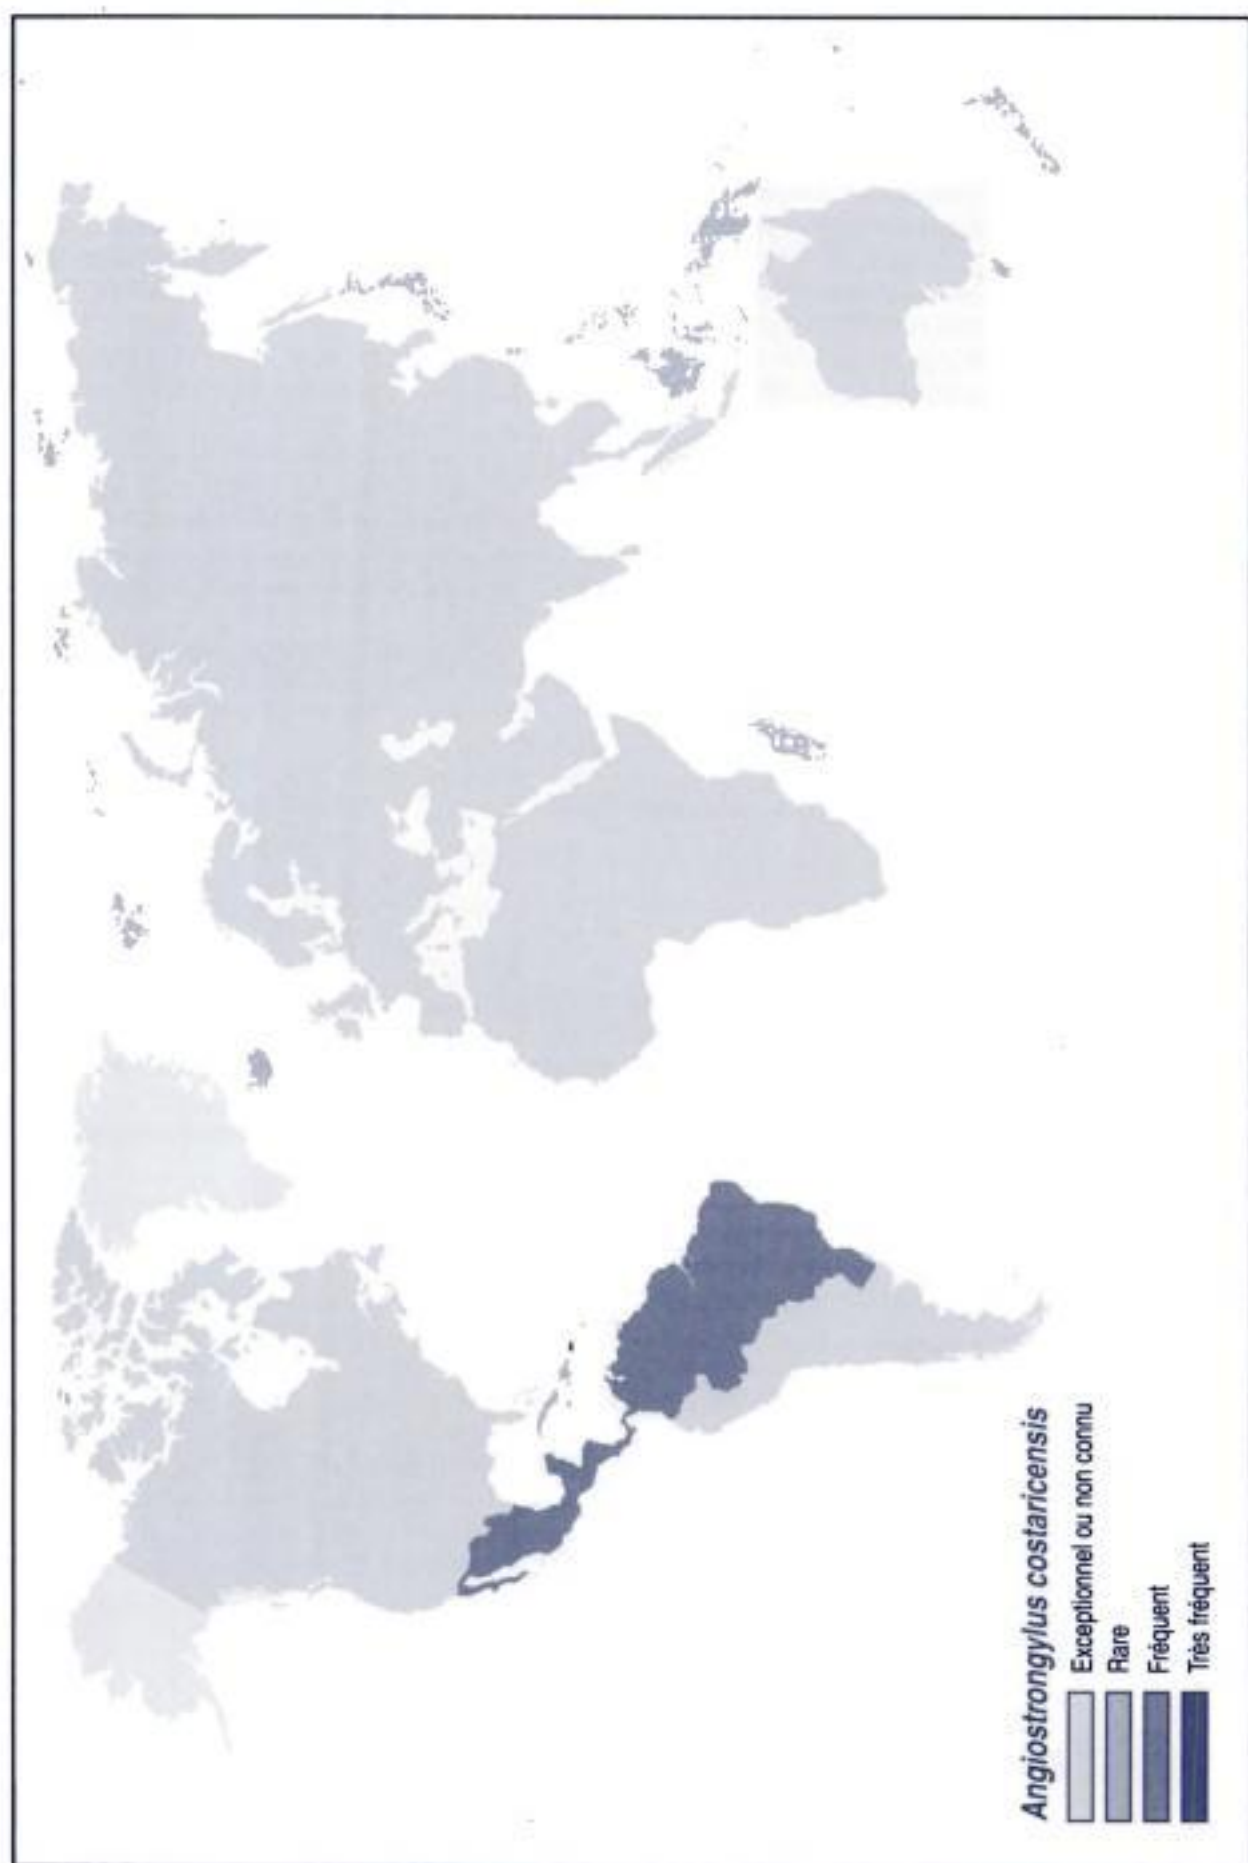 Angiostrongylus costaricensis
Exceptionnel ou non connu
Rare
Fréquent
Très fréquent